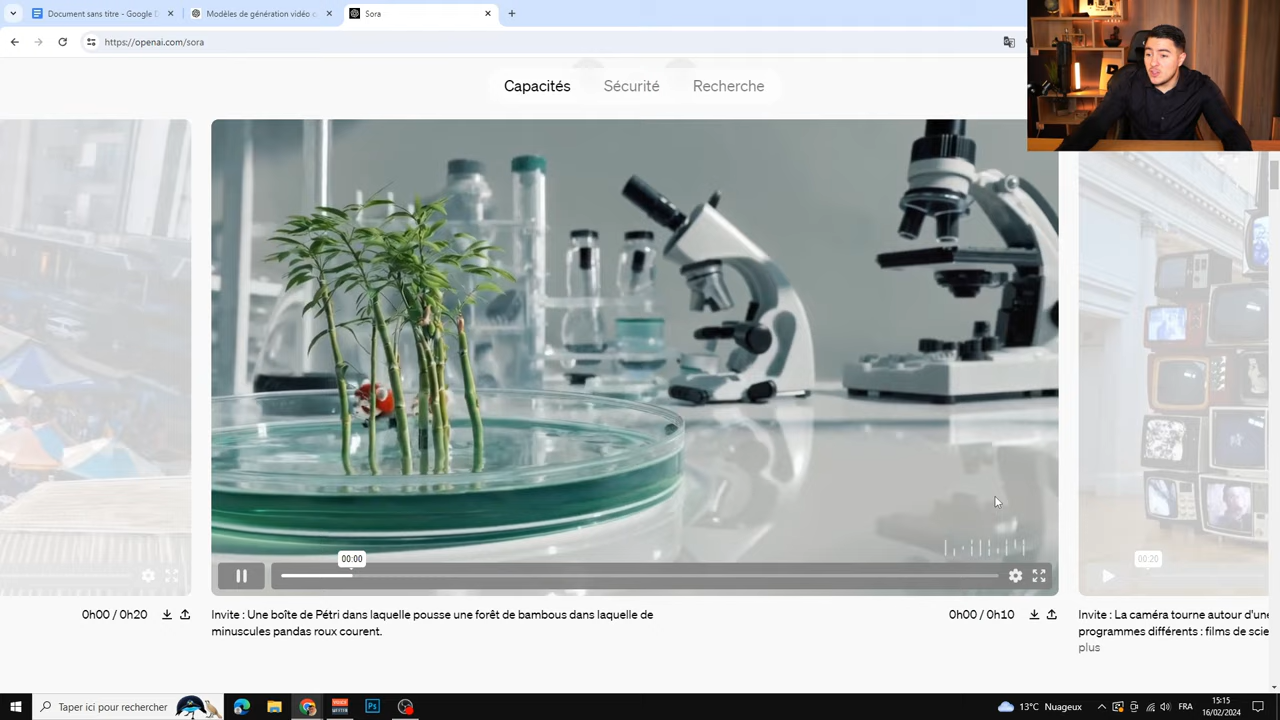 Document sans titre - Google D
Modèles de génération vidéo c
Sora
https://openai.com/sora
Capacités
Sécurité
Recherche
00:00
00:20
0h00 / 0h20
Invite : Une boîte de Pétri dans laquelle pousse une forêt de bambous dans laquelle de
minuscules pandas roux courent.
0h00 / 0h10
Invite : La caméra tourne autour d'une
programmes différents : films de scie
plus
Taper ici pour rechercher
13°C Nuageux
FRA
15:15
16/02/2024